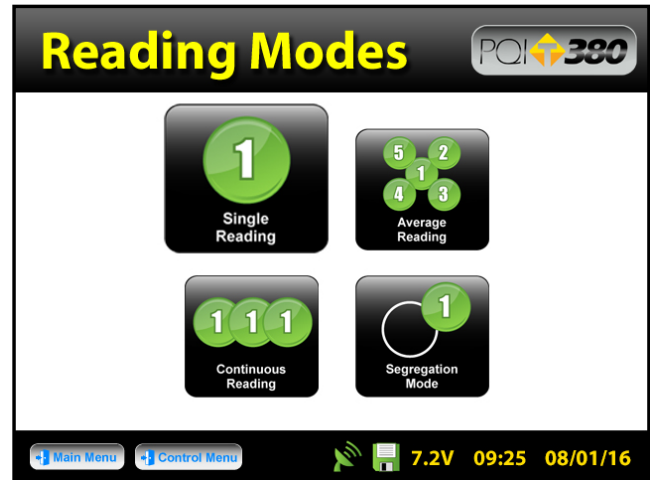 Reading Modes
PQI T 380
1
Single
Reading
5 2
1
4 3
Average
Reading
1 1 1
Continuous
Reading
1
Segregation
Mode
Main Menu
Control Menu
7.2V 09:25 08/01/16